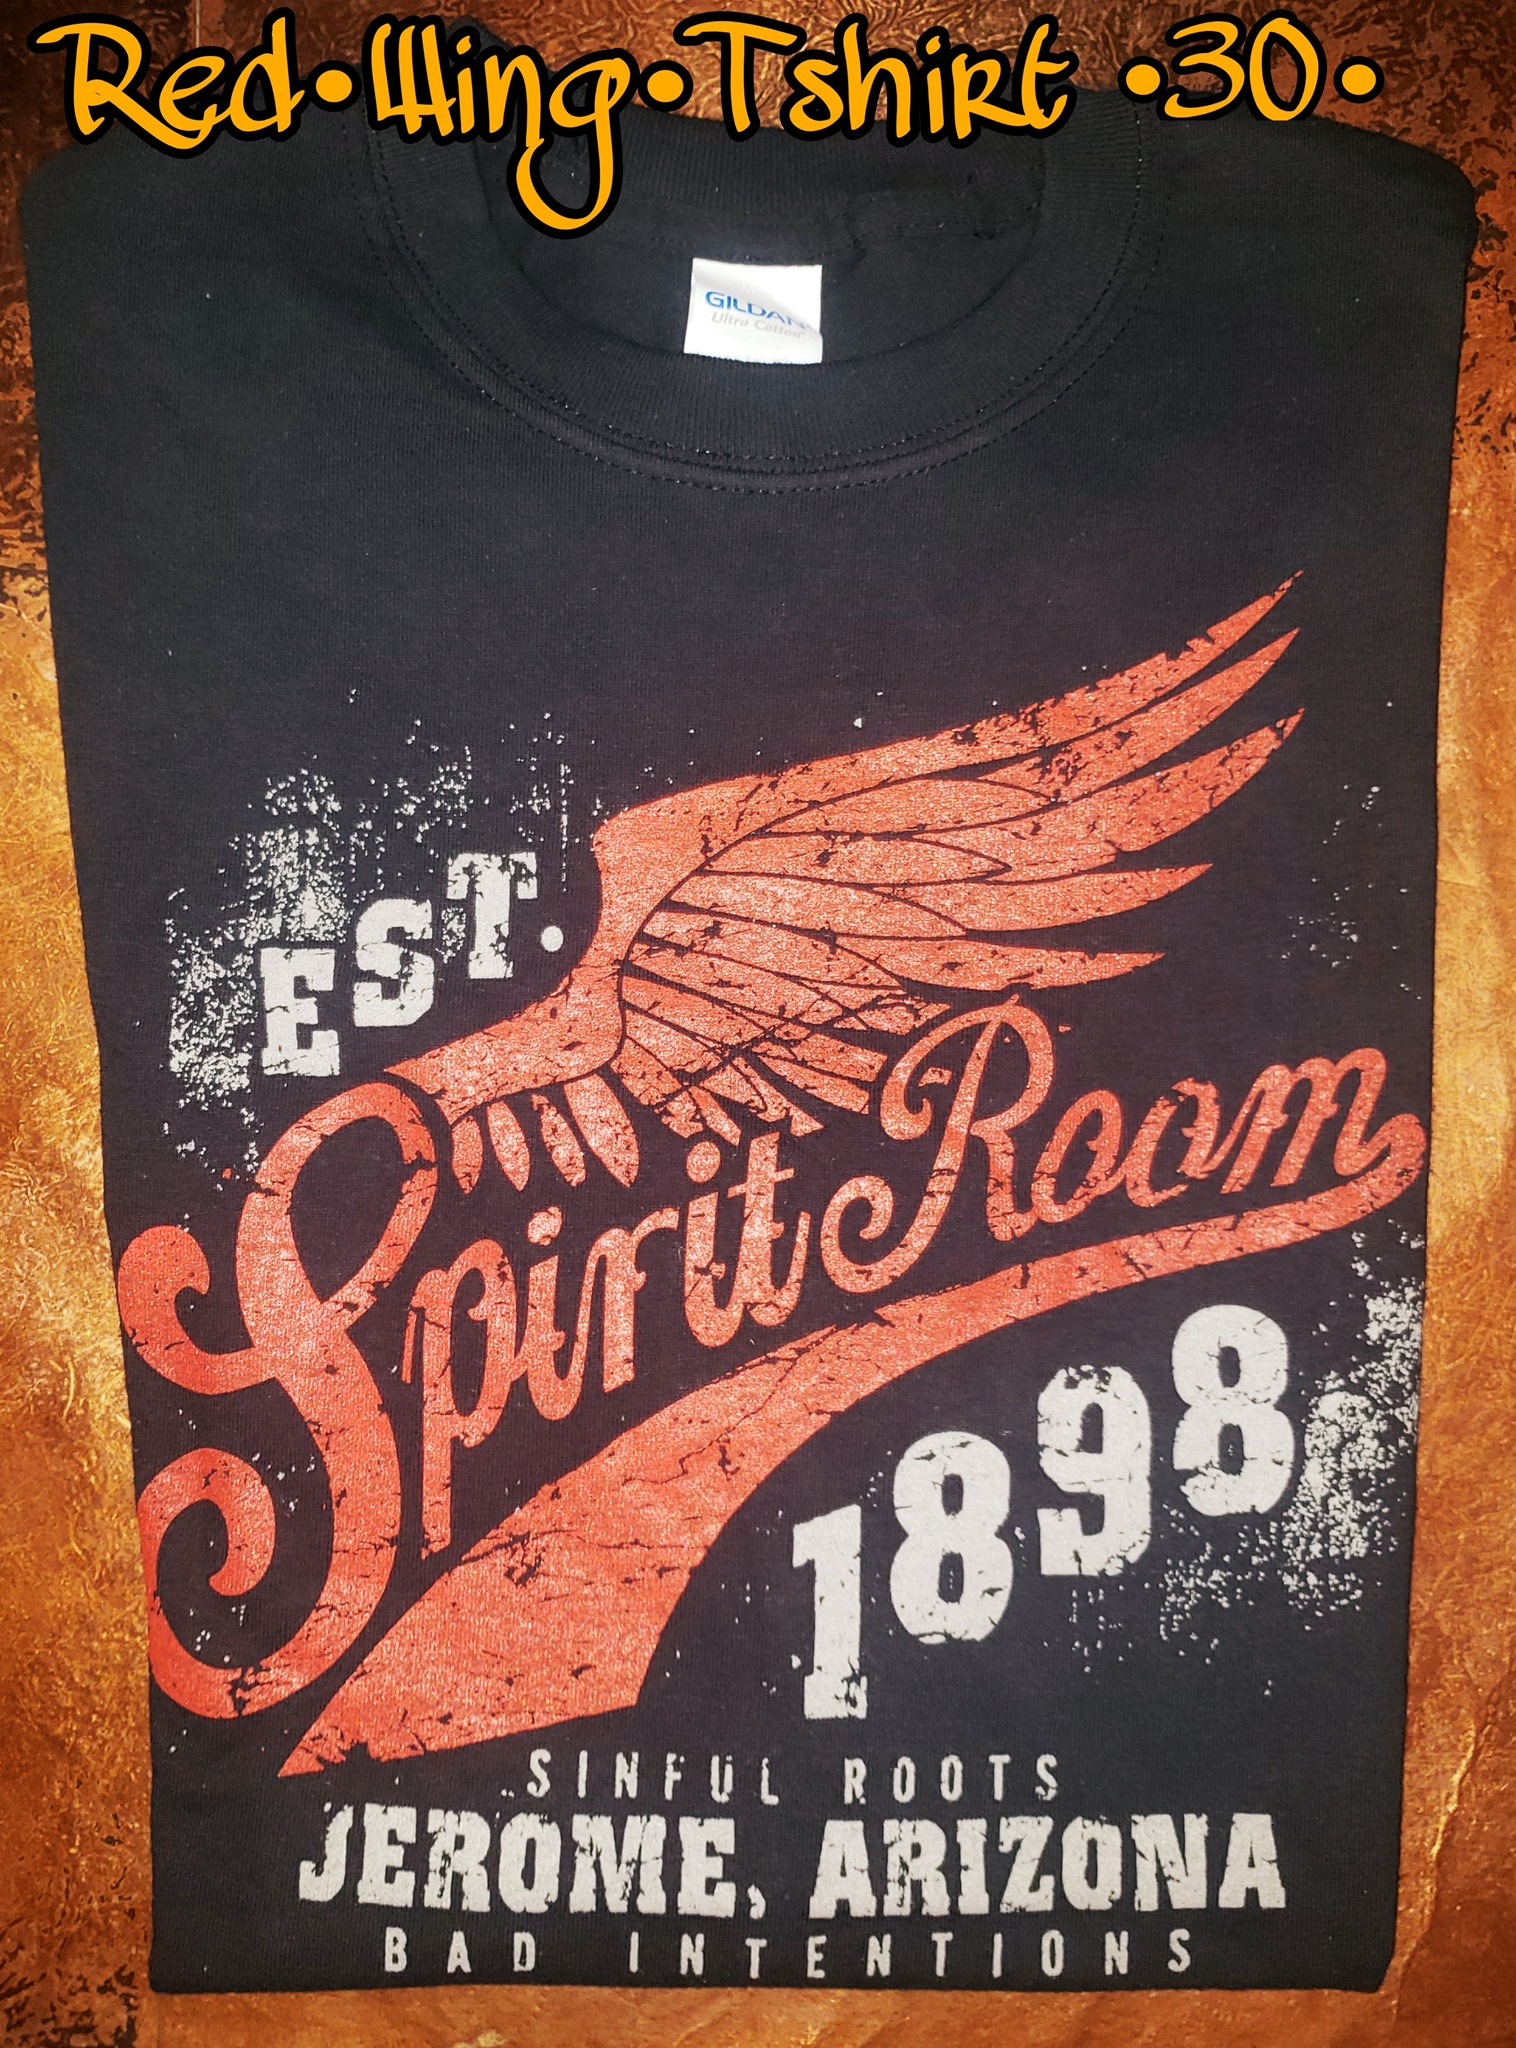 Red•Wing•Tshirt •30•
GILDAN
Ultra Cotton
EST.
Spirit Room
1898
SINFUL ROOTS
JEROME, ARIZONA
BAD INTENTIONS